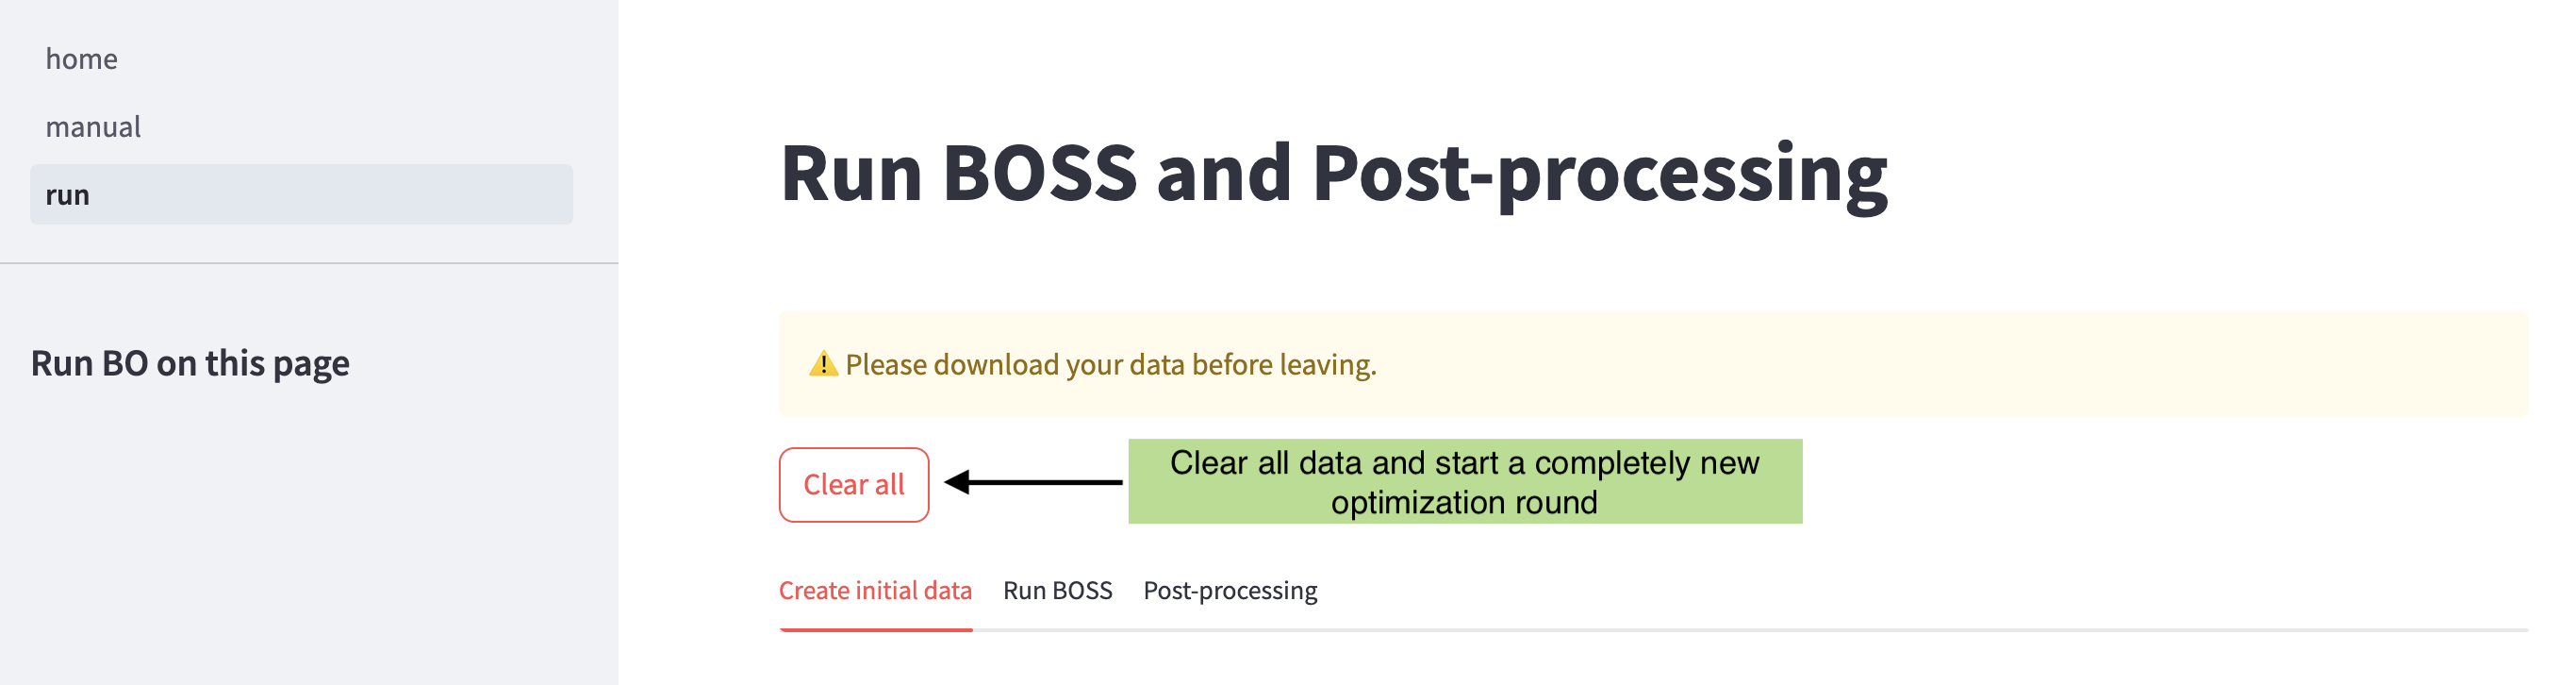 home
manual
run
Run BO on this page
Run BOSS and Post-processing
⚠️ Please download your data before leaving.
Clear all
Clear all data and start a completely new
optimization round
Create initial data Run BOSS Post-processing